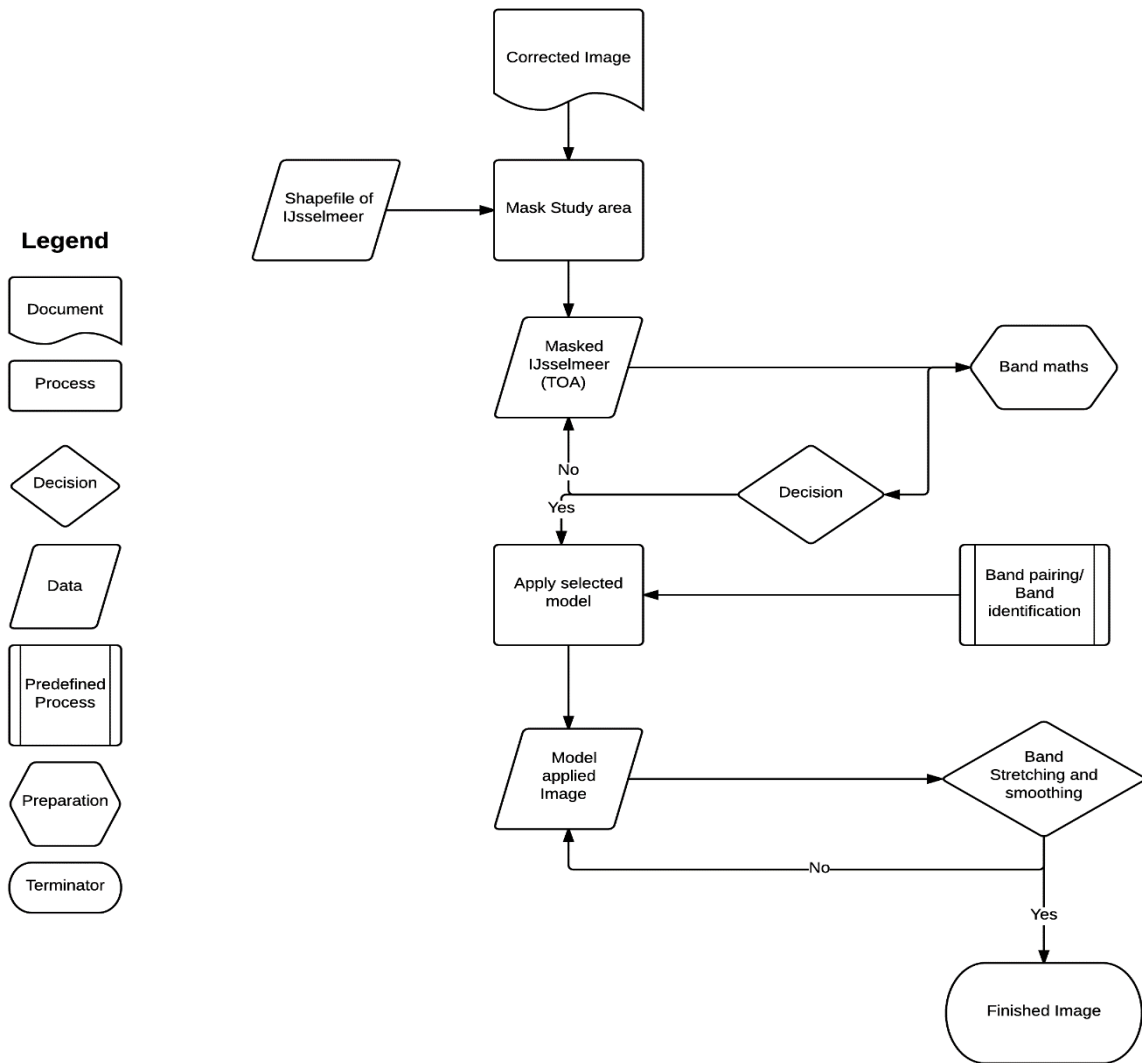 Corrected Image
Shapefile of
IJsselmeer
Mask Study area
Legend
Document
Process
Decision
Data
Predefined
Process
Preparation
Terminator
Masked
IJsselmeer
(TOA)
Band maths
No
Decision
Yes
Apply selected
model
Band pairing/
Band
identification
Model
applied
Image
Band
Stretching and
smoothing
No
Yes
Finished Image